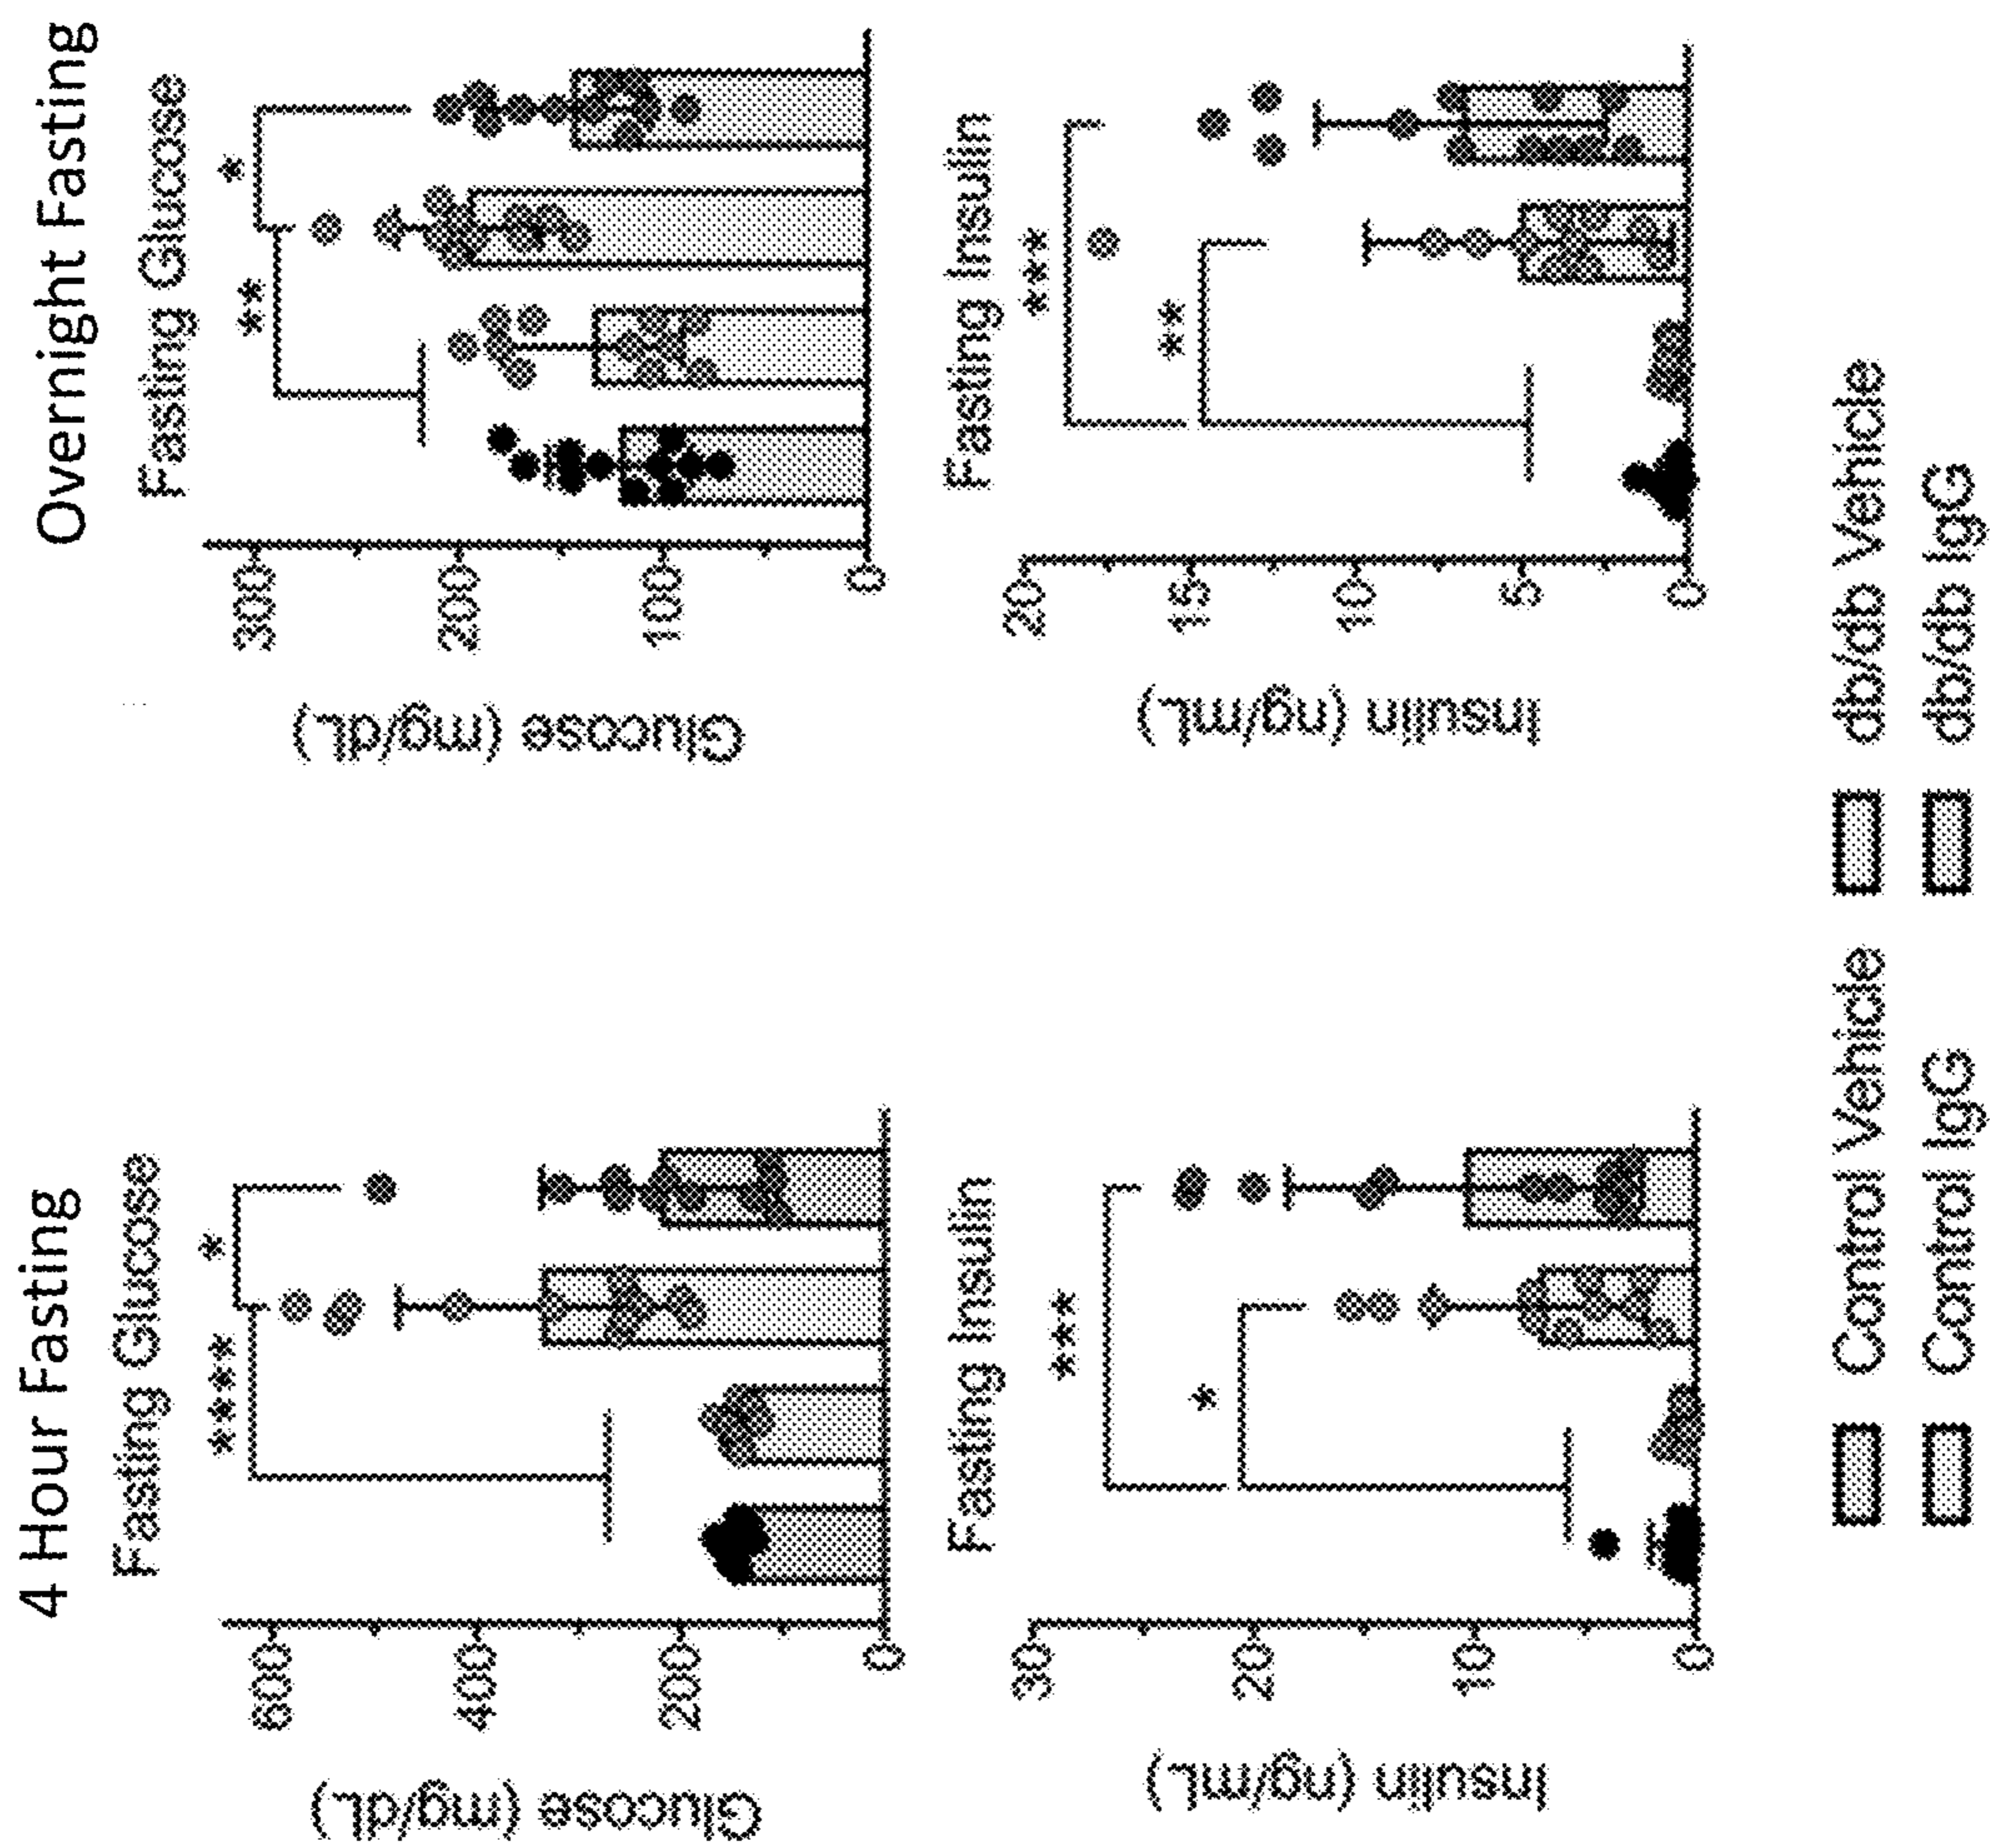 4 Hour Fasting
Fasting Glucose
****
*
Glucose (mg/dL)
600
400
200
0
Fasting Insulin
***
*
Insulin (ng/mL)
30
20
10
0
Overnight Fasting
Fasting Glucose
**
*
Glucose (mg/dL)
300
200
100
0
Fasting Insulin
***
**
Insulin (ng/mL)
20
15
10
5
0
Control Vehicle
db/db Vehicle
Control IgG
db/db IgG